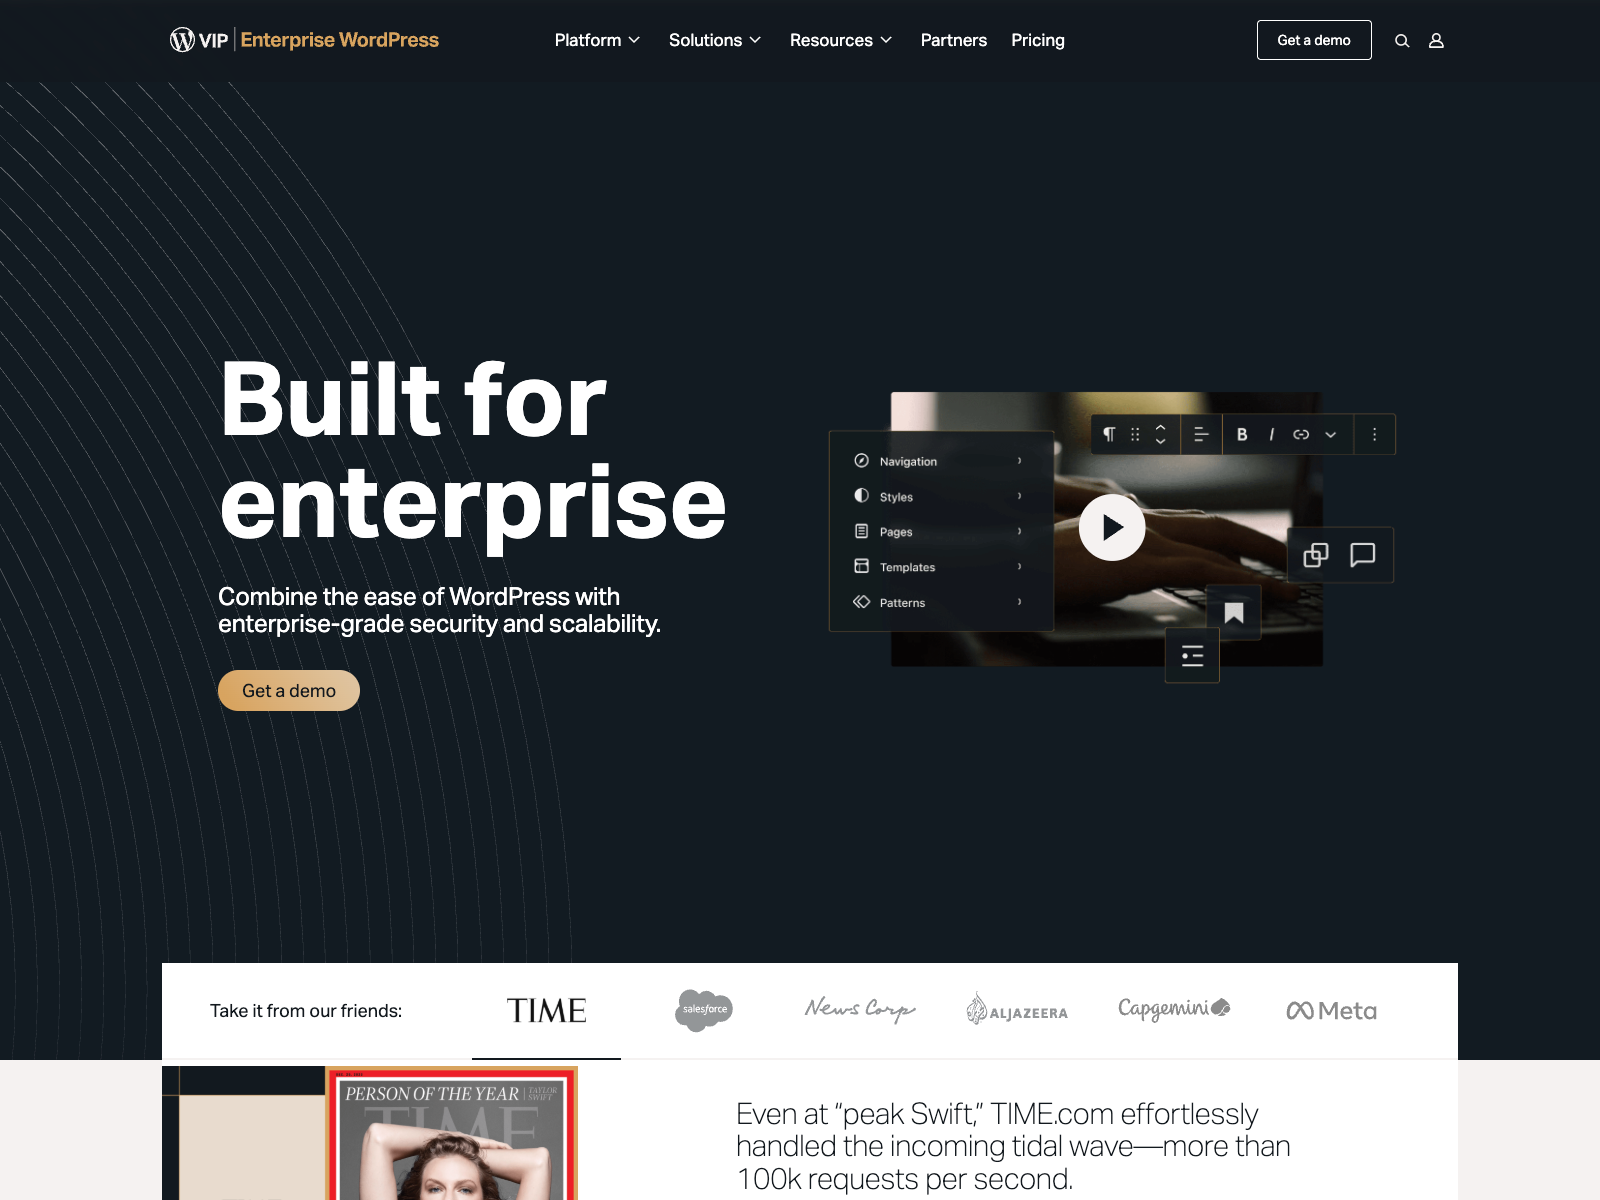 VIP | Enterprise WordPress
Platform
Solutions
Resources
Partners
Pricing
Get a demo
Built for
enterprise
Combine the ease of WordPress with
enterprise-grade security and scalability.
Get a demo
Navigation
Styles
Pages
Templates
Patterns
B I
Take it from our friends:
TIME
salesforce
News Corp
ALJAZEERA
Capgemini
Meta
PERSON OF THE YEAR | TAYLOR SWIFT
TIME
Even at “peak Swift,” TIME.com effortlessly
handled the incoming tidal wave—more than
100k requests per second.